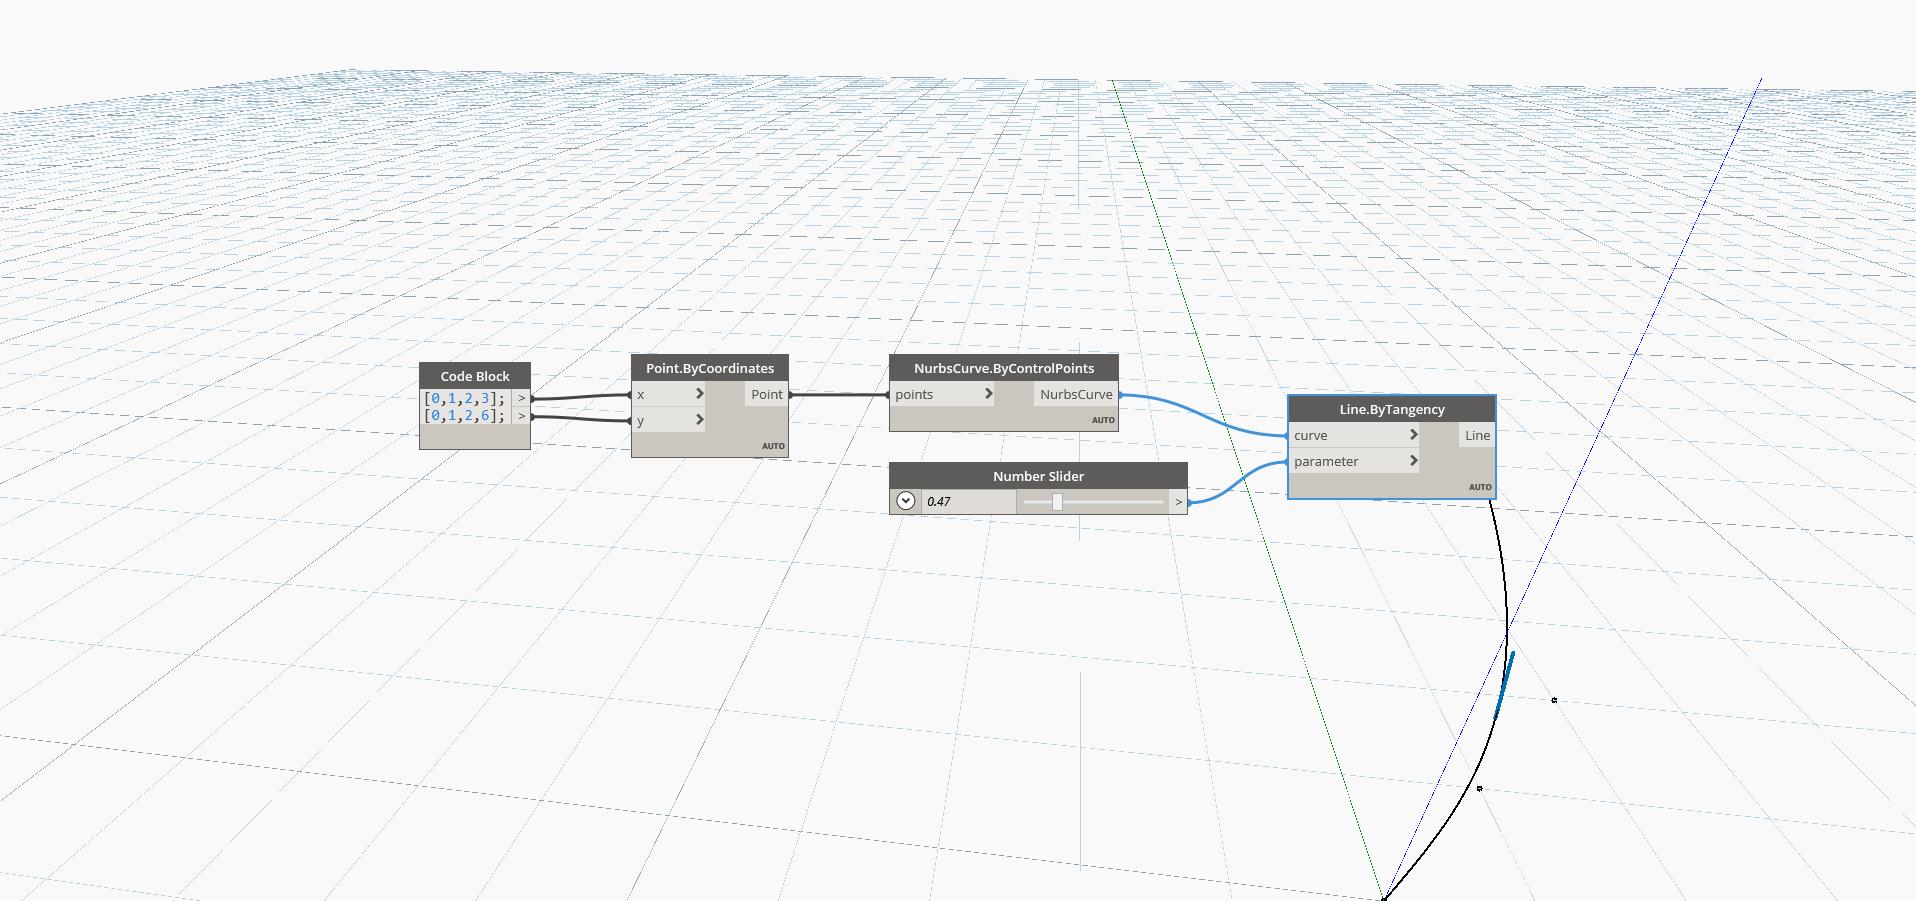 Code Block
[0,1,2,3]; >
[0,1,2,6]; >
Point.ByCoordinates
x > Point
y >
AUTO
NurbsCurve.ByControlPoints
points > NurbsCurve
AUTO
Number Slider
0.47 >
Line.ByTangency
curve > Line
parameter >
AUTO